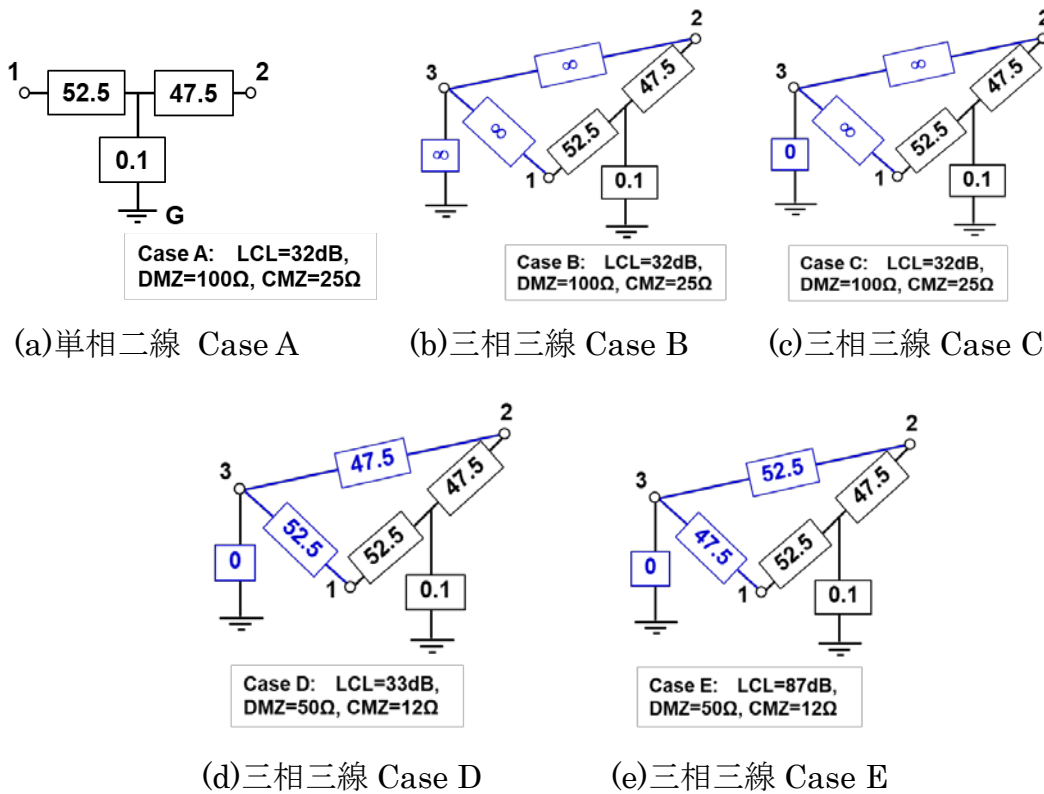 1
52.5
47.5
2
0.1
G
Case A: LCL=32dB,
DMZ=100Ω, CMZ=25Ω
(a)単相二線 Case A
2
3
∞
47.5
∞
52.5
∞
1
0.1
Case B: LCL=32dB,
DMZ=100Ω, CMZ=25Ω
(b)三相三線 Case B
2
3
∞
47.5
∞
52.5
0
1
0.1
Case C: LCL=32dB,
DMZ=100Ω, CMZ=25Ω
(c)三相三線 Case C
2
3
47.5
47.5
52.5
52.5
0
1
0.1
Case D: LCL=33dB,
DMZ=50Ω, CMZ=12Ω
(d)三相三線 Case D
2
3
52.5
47.5
47.5
52.5
0
1
0.1
Case E: LCL=87dB,
DMZ=50Ω, CMZ=12Ω
(e)三相三線 Case E